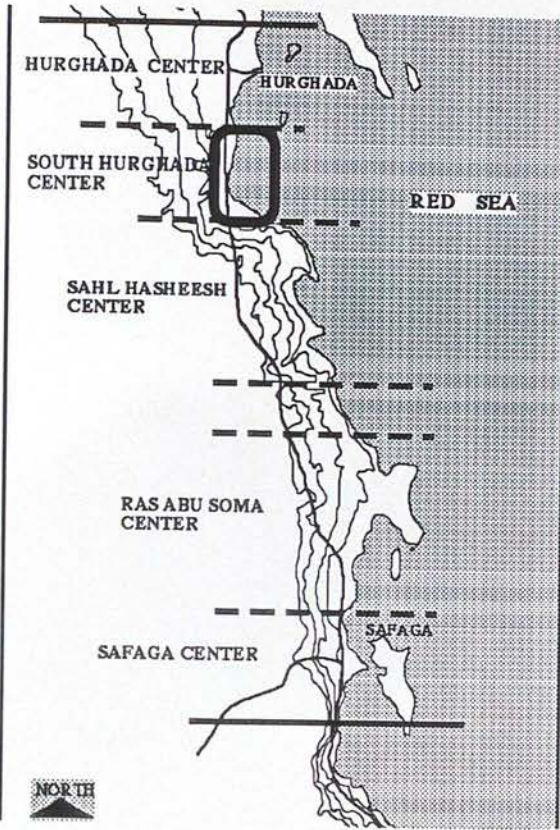 HURGHADA CENTER
HURGHADA
SOUTH HURGHADA
CENTER
RED SEA
SAHL HASHEESH
CENTER
RAS ABU SOMA
CENTER
SAFAGA
SAFAGA CENTER
NORTH